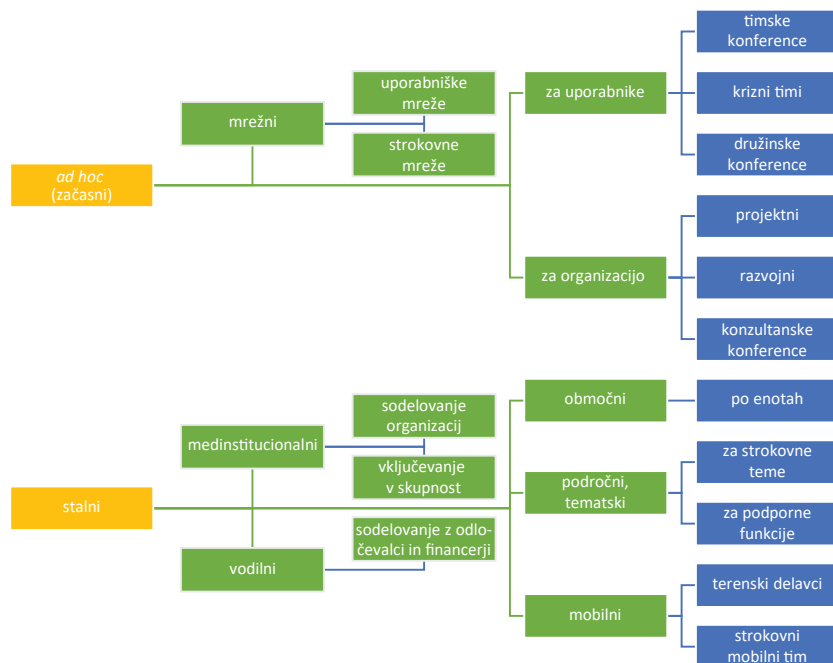 timske
konference
uporabniške
mreže
za uporabnike
krizni timi
mrežni
strokovne
mreže
družinske
konference
ad hoc
(začasni)
projektni
za organizacijo
razvojni
konzultanske
konference
sodelovanje
organizacij
območni
po enotah
medinstitucionalni
vključevanje
v skupnost
za strokovne
teme
področni,
tematski
stalni
za podporne
funkcije
sodelovanje z odlo-
čevalci in financerji
vodilni
terenski delavci
mobilni
strokovni
mobilni tim